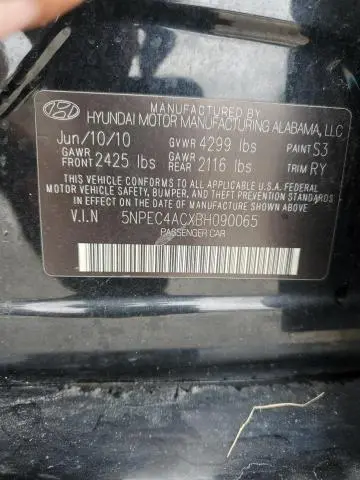 MANUFACTURED BY
HYUNDAI MOTOR MANUFACTURING ALABAMA, LLC
Jun/10/10 GVWR 4299 lbs PAINT S3
GAWR FRONT 2425 lbs GAWR REAR 2116 lbs TRIM RY
THIS VEHICLE CONFORMS TO ALL APPLICABLE FEDERAL
MOTOR VEHICLE SAFETY, BUMPER, AND THEFT
PREVENTION STANDARDS IN EFFECT ON THE DATE OF
MANUFACTURE SHOWN ABOVE.
V.I.N 5NPEC4ACXBH090065
PASSENGER CAR